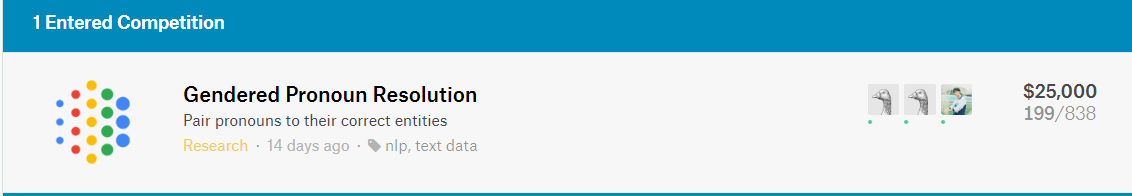 1 Entered Competition
Gendered Pronoun Resolution
Pair pronouns to their correct entities
Research · 14 days ago · nlp, text data
$25,000
199/838